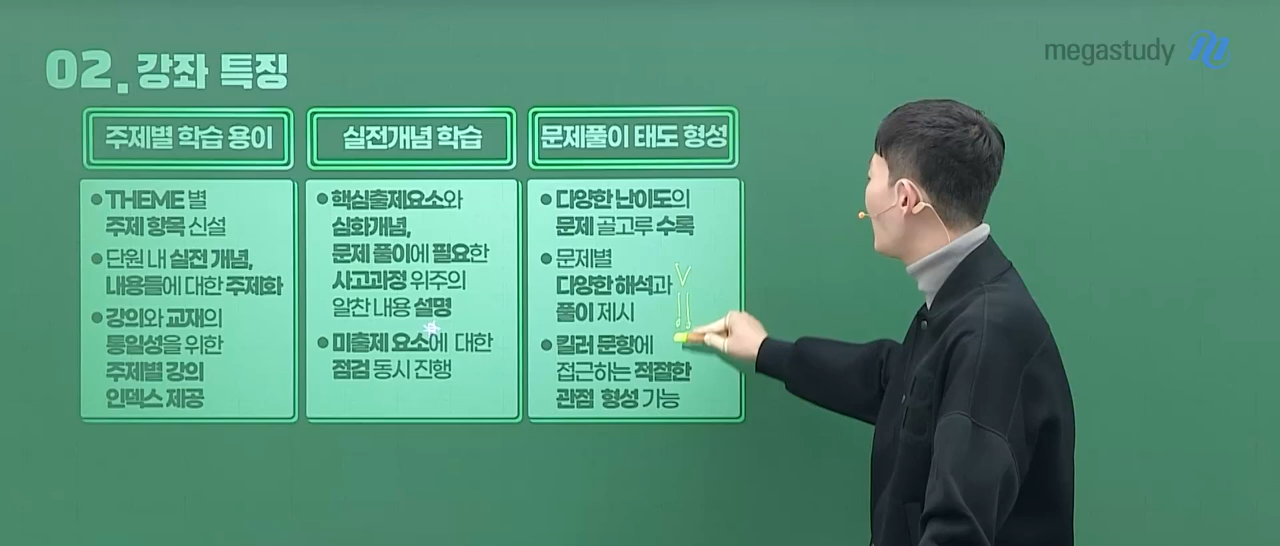 02. 강좌 특징
megastudy M
주제별 학습 용이
• THEME 별
주제 항목 신설
• 단원 내 실전 개념,
내용들에 대한 주제화
• 강의와 교재의
통일성을 위한
주제별 강의
인덱스 제공
실전개념 학습
• 핵심출제요소와
심화개념,
문제 풀이에 필요한
사고과정 위주의
알찬 내용 설명
• 미출제 요소에 대한
점검 동시 진행
문제풀이 태도 형성
• 다양한 난이도의
문제 골고루 수록
• 문제별
다양한 해석과
풀이 제시
• 킬러 문항에
접근하는 적절한
관점 형성 가능